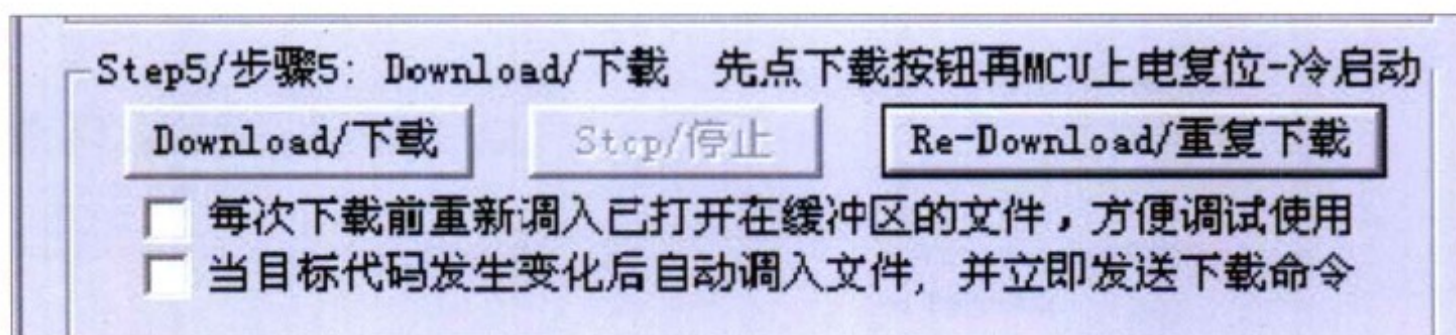 Step5/步骤5: Download/下载 先点下载按钮再MCU上电复位-冷启动
Download/下载 Stop/停止 Re-Download/重复下载
每次下载前重新调入已打开在缓冲区的文件，方便调试使用
当目标代码发生变化后自动调入文件, 并立即发送下载命令